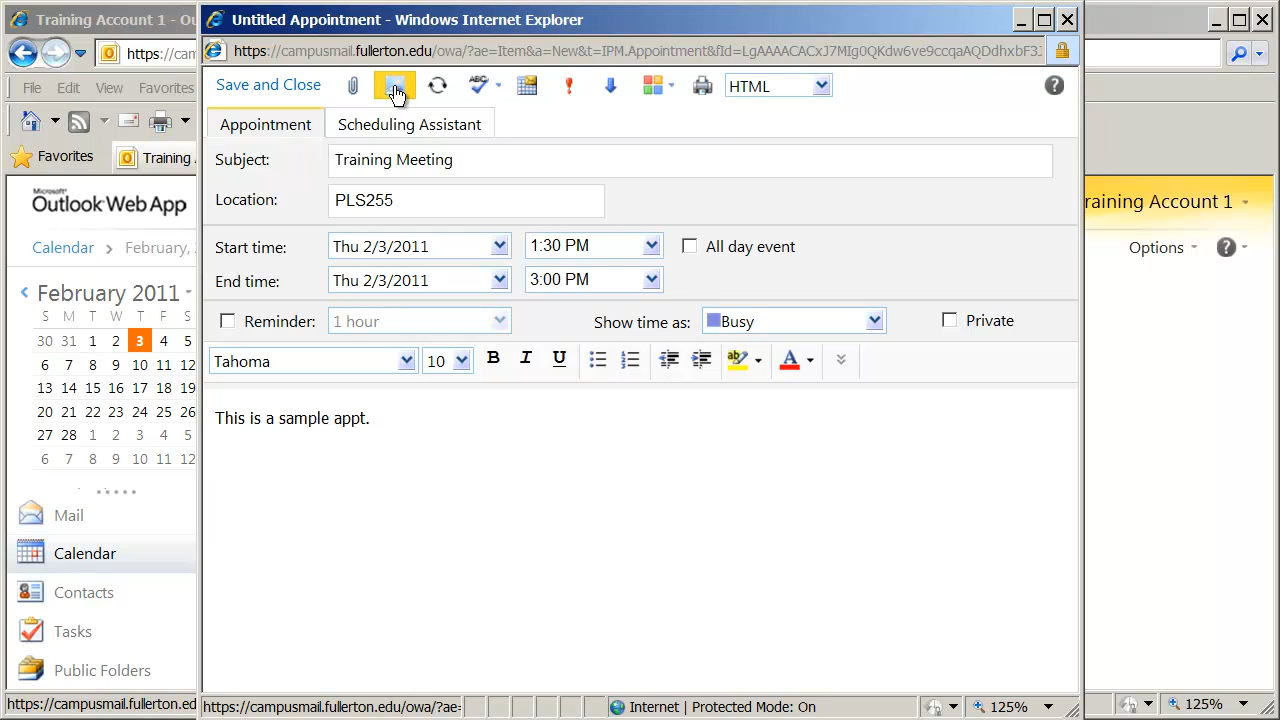 Training Account 1 - Ou
Untitled Appointment - Windows Internet Explorer
https://cam
https://campusmail.fullerton.edu/owa/?ae=Item&a=New&t=IPM.Appointment&fid=
File Edit View Favorites
Save and Close
ABC
HTML
Appointment
Scheduling Assistant
Favorites
Training
Subject:
Training Meeting
Microsoft
Outlook Web App
Location:
PLS255
raining Account 1
Calendar > February,
Options
Start time:
Thu 2/3/2011
1:30 PM
All day event
End time:
Thu 2/3/2011
3:00 PM
February 2011
S M T W T F S
30 31 1 2 3 4 5
6 7 8 9 10 11 12
13 14 15 16 17 18 19
20 21 22 23 24 25 26
27 28 1 2 3 4 5
6 7 8 9 10 11 12
Reminder:
1 hour
Show time as:
Busy
Private
Tahoma
10
B I U
ab
A
This is a sample appt.
Mail
Calendar
Contacts
Tasks
Public Folders
https://campusmail.fullerton.ed
https://campusmail.fullerton.edu/owa/?ae=
Internet | Protected Mode: On
125%
125%